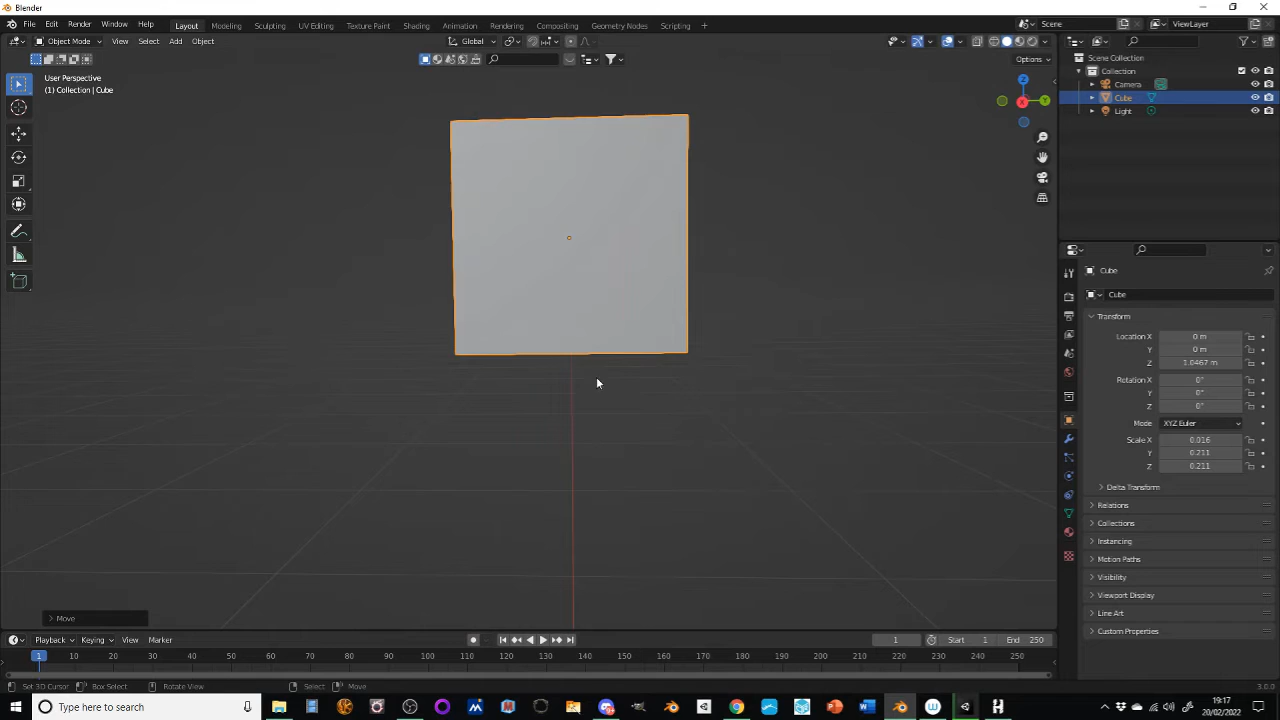 Blender
File Edit Render Window Help Layout Modeling Sculpting UV Editing Texture Paint Shading Animation Rendering Compositing Geometry Nodes Scripting + Scene ViewLayer
Object Mode View Select Add Object Global
Options
User Perspective
(1) Collection | Cube
X
Y
Z
Move
Scene Collection
Collection
Camera
Cube
Light
Cube
Cube
Transform
Location X 0 m
Y 0 m
Z 1.0467 m
Rotation X 0°
Y 0°
Z 0°
Mode XYZ Euler
Scale X 0.016
Y 0.211
Z 0.211
Delta Transform
Relations
Collections
Instancing
Motion Paths
Visibility
Viewport Display
Line Art
Custom Properties
Playback Keying View Marker 1 Start 1 End 250
1 10 20 30 40 50 60 70 80 90 100 110 120 130 140 150 160 170 180 190 200 210 220 230 240 250
Set 3D Cursor Box Select Rotate View Select Move 3.0.0
Type here to search
19:17
20/02/2022